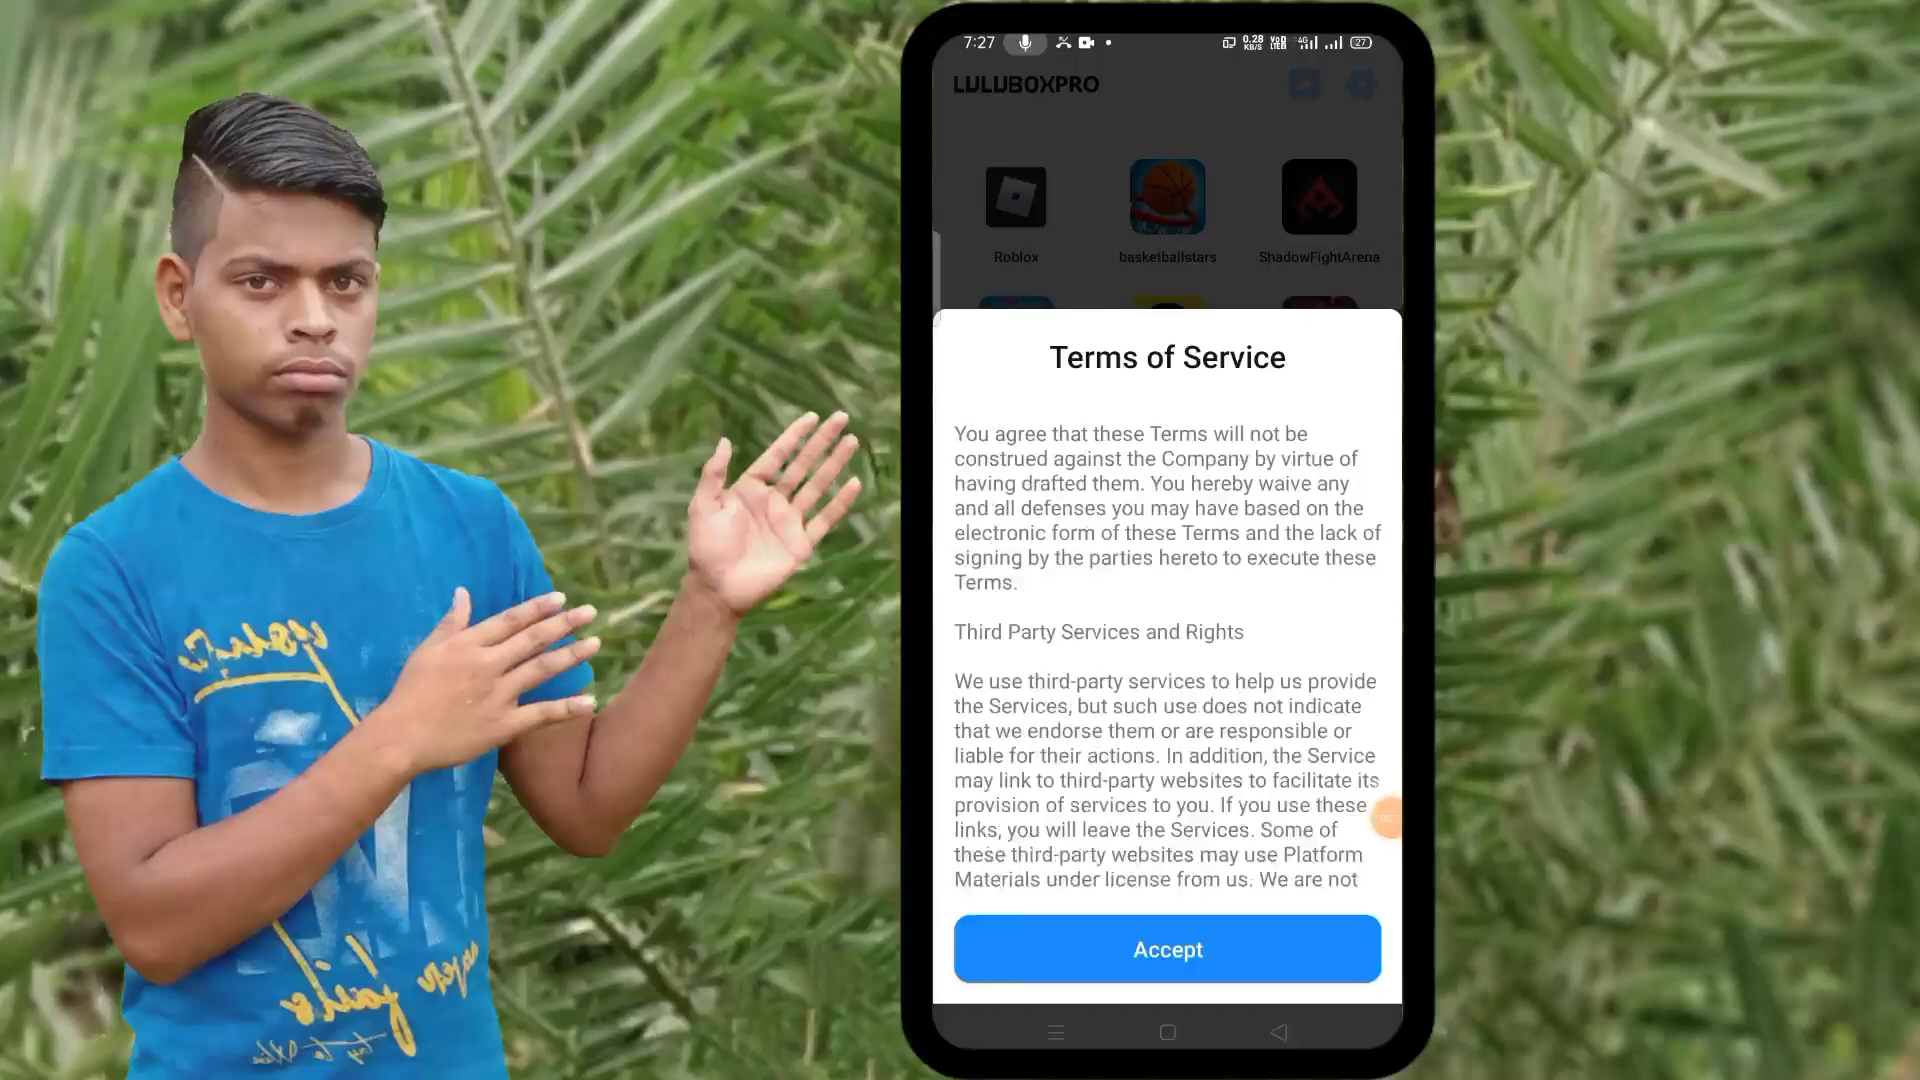 7:27
0.28
KB/S
VoD
LTE
4G
27
LULUBOXPRO
Roblox
basketballstars
ShadowFightArena
Terms of Service
You agree that these Terms will not be
construed against the Company by virtue of
having drafted them. You hereby waive any
and all defenses you may have based on the
electronic form of these Terms and the lack of
signing by the parties hereto to execute these
Terms.
Third Party Services and Rights
We use third-party services to help us provide
the Services, but such use does not indicate
that we endorse them or are responsible or
liable for their actions. In addition, the Service
may link to third-party websites to facilitate its
provision of services to you. If you use these
links, you will leave the Services. Some of
these third-party websites may use Platform
Materials under license from us. We are not
Accept